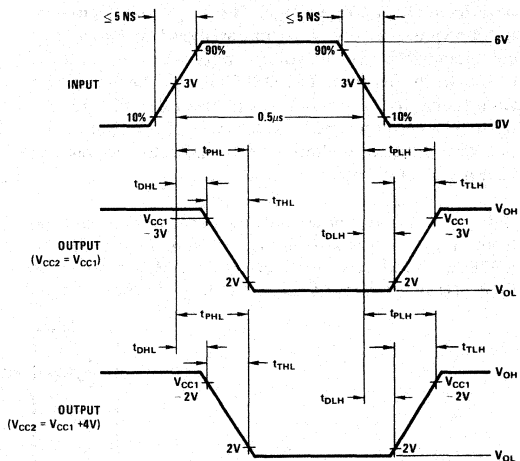 ≤ 5 NS
≤ 5 NS
6V
90%
90%
INPUT
3V
3V
10%
0.5μs
10%
0V
tPHL
tPLH
tDHL
tTHL
tTLH
VOH
VCC1
- 3V
VCC1
- 3V
OUTPUT
(VCC2 = VCC1)
tDLH
2V
2V
VOL
tPHL
tPLH
tDHL
tTHL
tTLH
VOH
VCC1
- 2V
VCC1
- 2V
OUTPUT
(VCC2 = VCC1 +4V)
tDLH
2V
2V
VOL